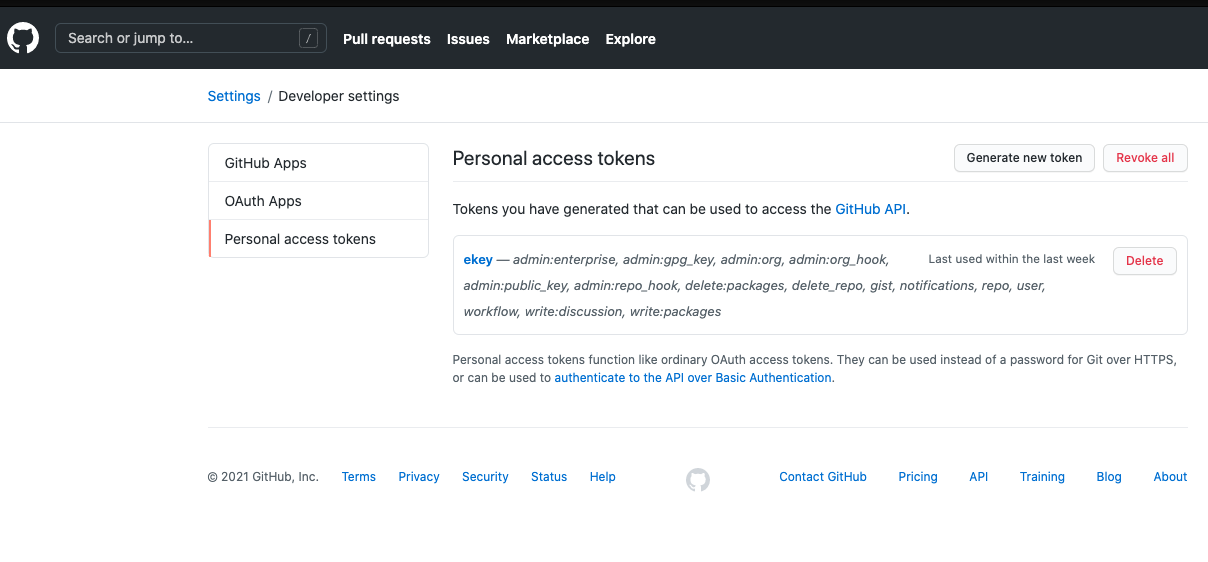 Search or jump to... /
Pull requests Issues Marketplace Explore
Settings / Developer settings
GitHub Apps
OAuth Apps
Personal access tokens
Personal access tokens
Generate new token Revoke all
Tokens you have generated that can be used to access the GitHub API.
ekey — admin:enterprise, admin:gpg_key, admin:org, admin:org_hook,
admin:public_key, admin:repo_hook, delete:packages, delete_repo, gist, notifications, repo, user,
workflow, write:discussion, write:packages
Last used within the last week
Delete
Personal access tokens function like ordinary OAuth access tokens. They can be used instead of a password for Git over HTTPS,
or can be used to authenticate to the API over Basic Authentication.
© 2021 GitHub, Inc. Terms Privacy Security Status Help Contact GitHub Pricing API Training Blog About